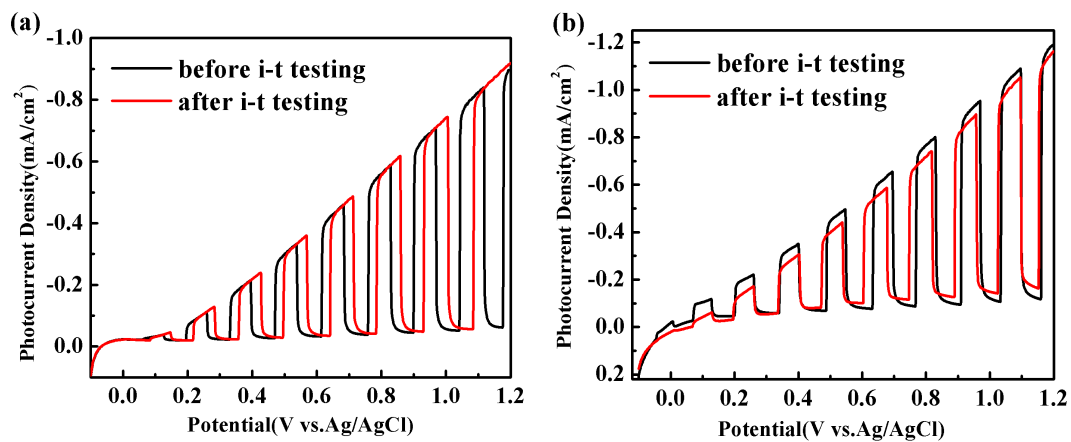 (a)
-1.0
-0.8
-0.6
-0.4
-0.2
0.0
Photocurrent Density(mA/cm²)
before i-t testing
after i-t testing
0.0 0.2 0.4 0.6 0.8 1.0 1.2
Potential(V vs.Ag/AgCl)
(b)
-1.2
-1.0
-0.8
-0.6
-0.4
-0.2
0.0
0.2
Photocurrent Density(mA/cm²)
before i-t testing
after i-t testing
0.0 0.2 0.4 0.6 0.8 1.0 1.2
Potential(V vs.Ag/AgCl)